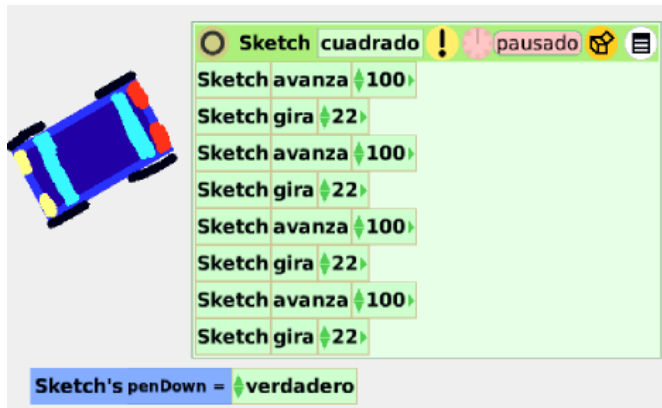 Sketch cuadrado ! pausado
Sketch avanza 100
Sketch gira 22
Sketch avanza 100
Sketch gira 22
Sketch avanza 100
Sketch gira 22
Sketch avanza 100
Sketch gira 22
Sketch's penDown = verdadero